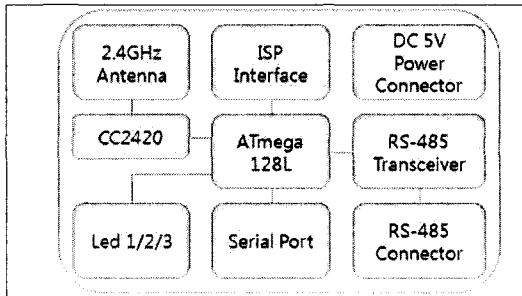 2.4GHz
Antenna
ISP
Interface
DC 5V
Power
Connector
CC2420
ATmega
128L
RS-485
Transceiver
Led 1/2/3
Serial Port
RS-485
Connector